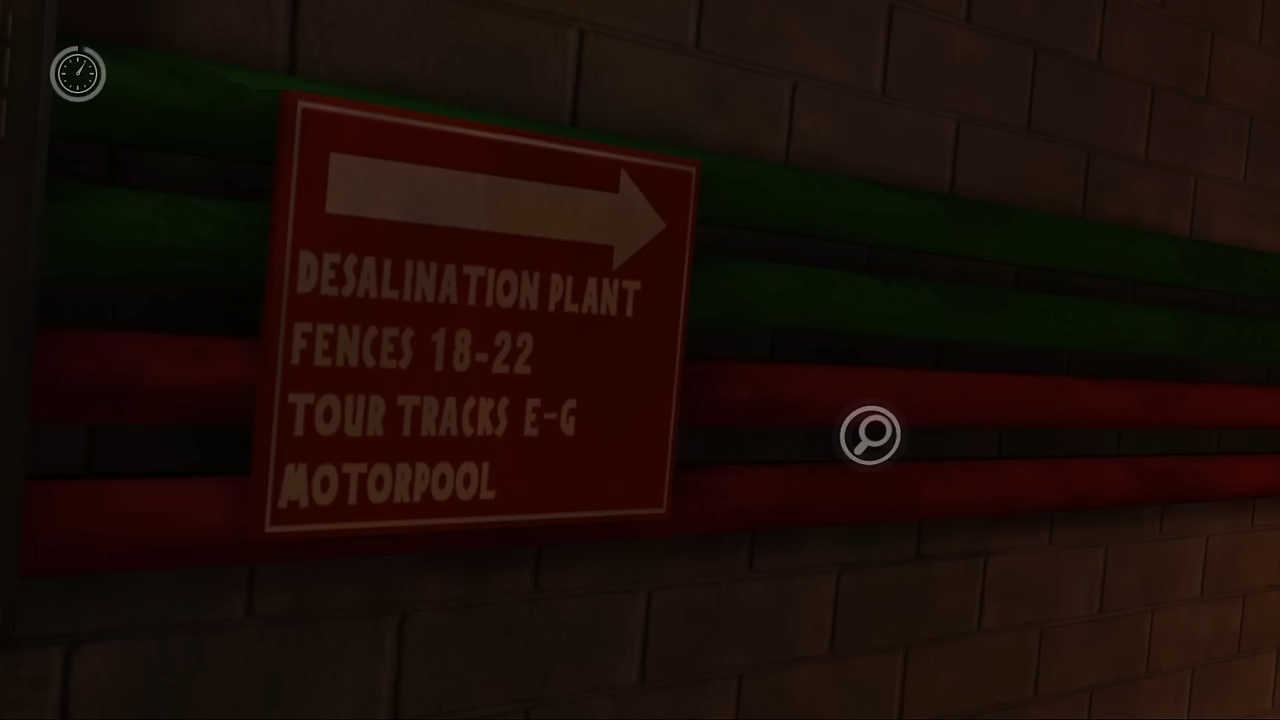 DESALINATION PLANT
FENCES 18-22
TOUR TRACKS E-G
MOTORPOOL